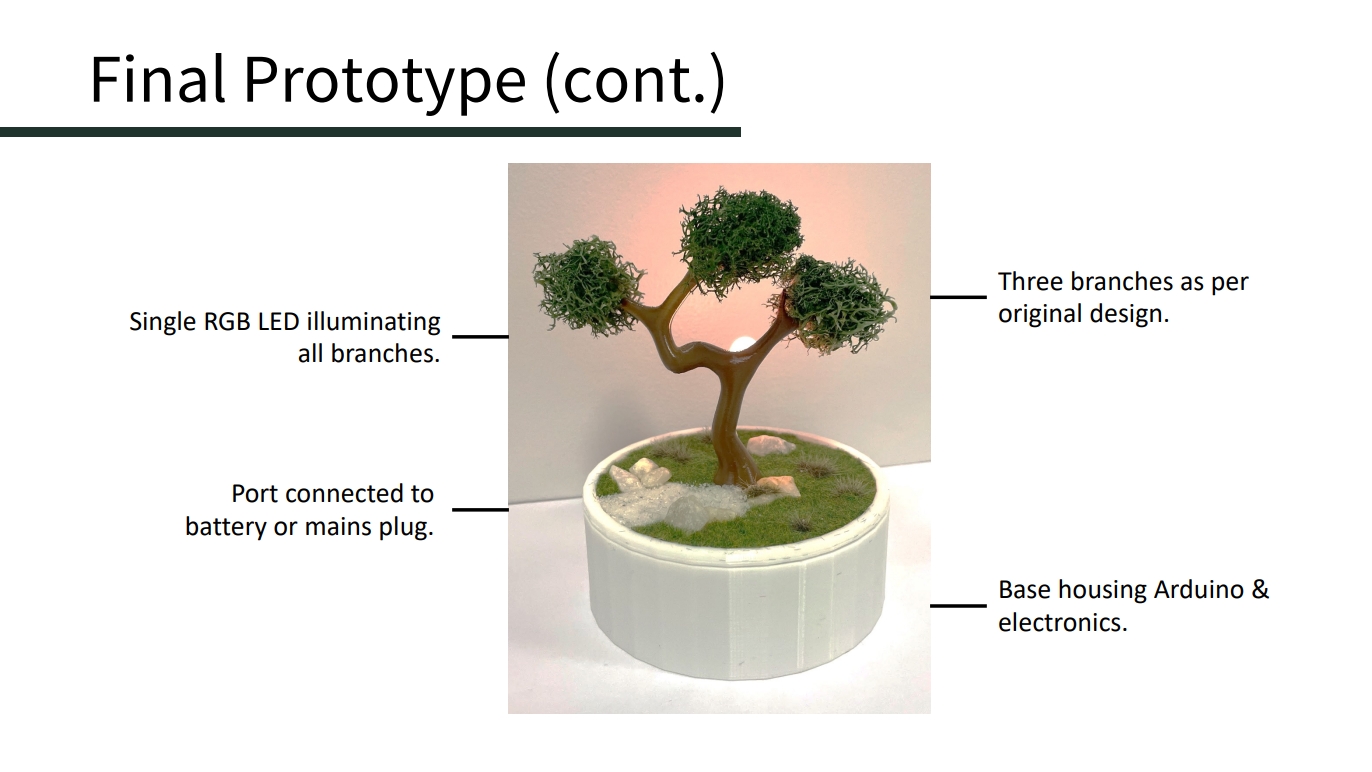 Final Prototype (cont.)
Single RGB LED illuminating
all branches.
Three branches as per
original design.
Port connected to
battery or mains plug.
Base housing Arduino &
electronics.